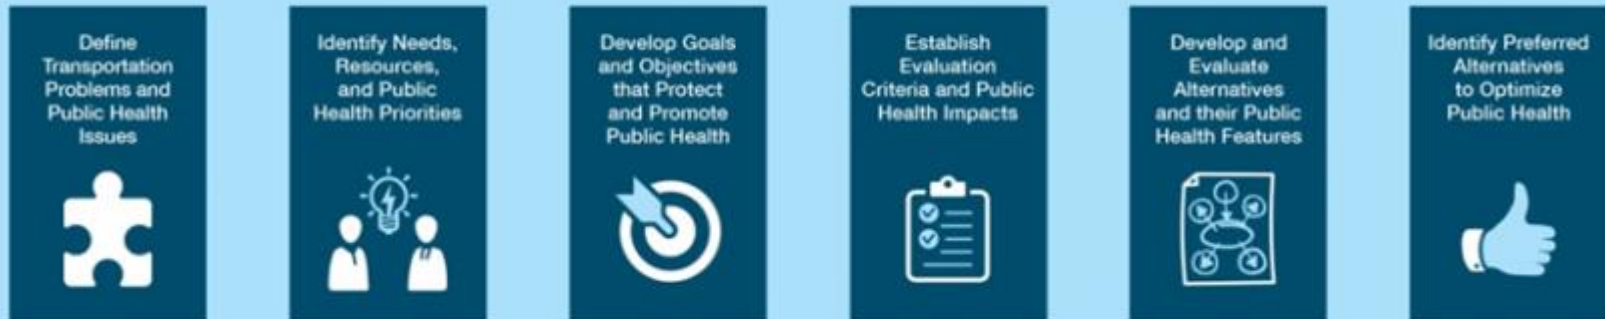 Define
Transportation
Problems and
Public Health
Issues
Identify Needs,
Resources,
and Public
Health Priorities
Develop Goals
and Objectives
that Protect
and Promote
Public Health
Establish
Evaluation
Criteria and Public
Health Impacts
Develop and
Evaluate
Alternatives
and their Public
Health Features
Identify Preferred
Alternatives
to Optimize
Public Health